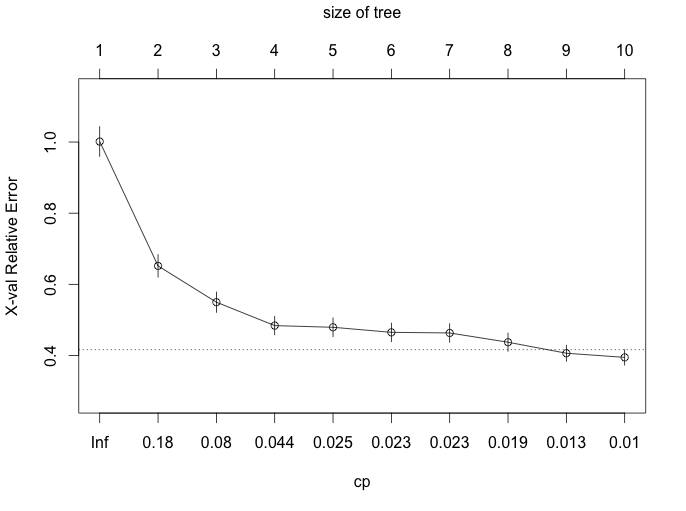 size of tree
1 2 3 4 5 6 7 8 9 10
X-val Relative Error
1.0
0.8
0.6
0.4
Inf 0.18 0.08 0.044 0.025 0.023 0.023 0.019 0.013 0.01
cp